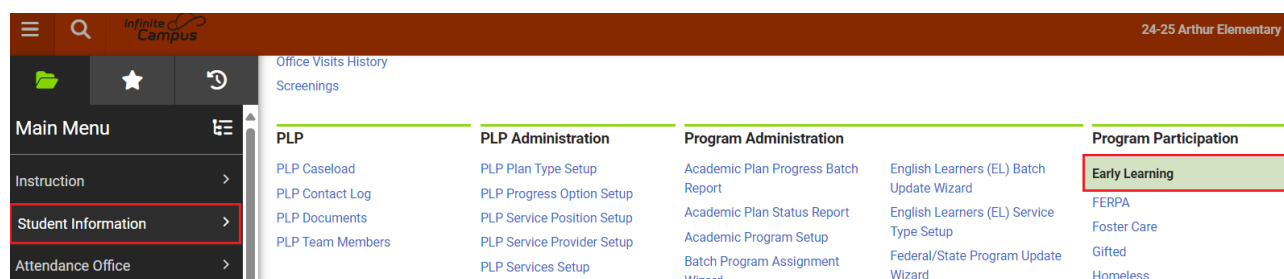 Infinite
Campus
24-25 Arthur Elementary
Main Menu
Instruction
Student Information
Attendance Office
Office Visits History
Screenings
PLP
PLP Caseload
PLP Contact Log
PLP Documents
PLP Team Members
PLP Administration
PLP Plan Type Setup
PLP Progress Option Setup
PLP Service Position Setup
PLP Service Provider Setup
PLP Services Setup
Program Administration
Academic Plan Progress Batch
Report
Academic Plan Status Report
Academic Program Setup
Batch Program Assignment
Wizard
English Learners (EL) Batch
Update Wizard
English Learners (EL) Service
Type Setup
Federal/State Program Update
Wizard
Program Participation
Early Learning
FERPA
Foster Care
Gifted
Homeless